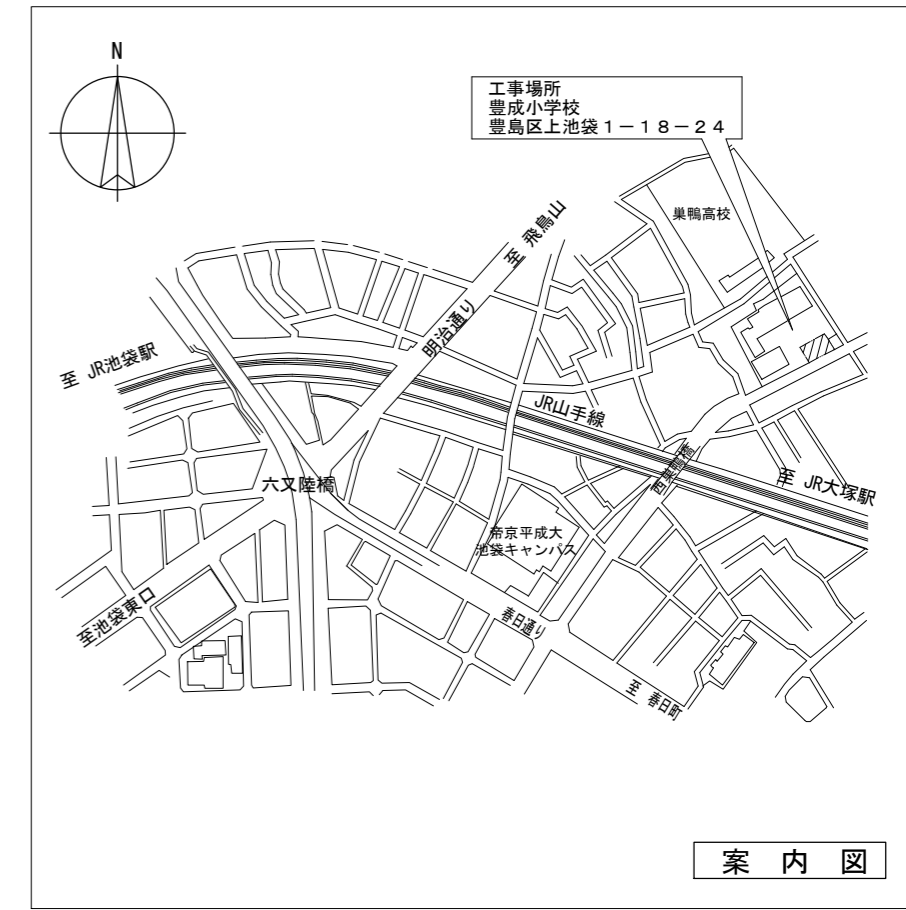 N
工事場所
豊成小学校
豊島区上池袋１－１８－２４
巣鴨高校
至 飛鳥山
明治通り
至 JR池袋駅
JR山手線
西巣鴨橋
至 JR大塚駅
六又陸橋
帝京平成大
池袋キャンパス
至池袋東口
春日通り
至 春日町
案 内 図